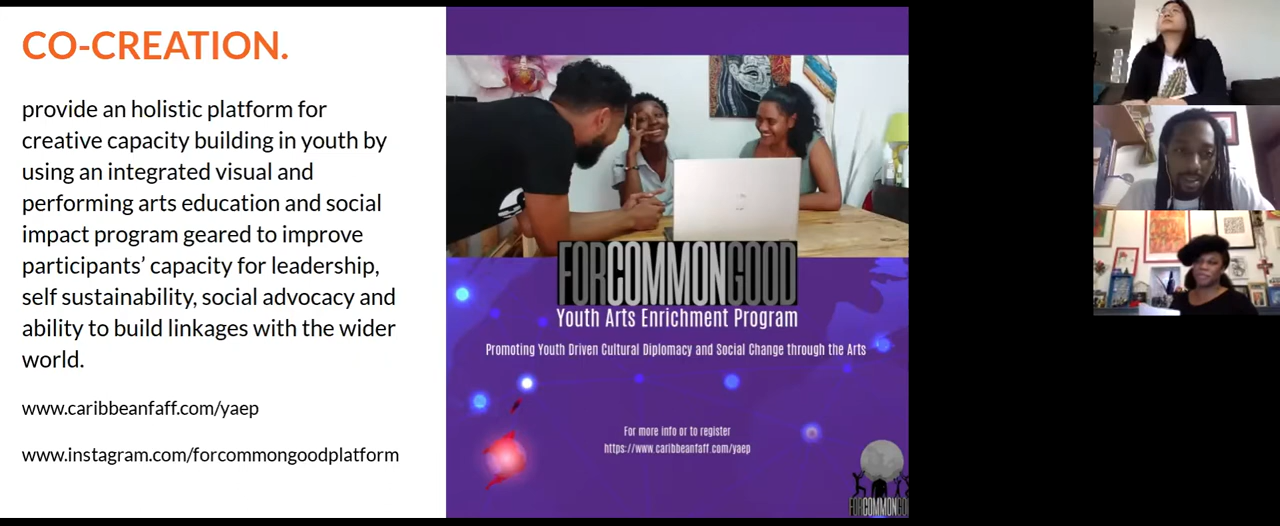 CO-CREATION.
provide an holistic platform for
creative capacity building in youth by
using an integrated visual and
performing arts education and social
impact program geared to improve
participants’ capacity for leadership,
self sustainability, social advocacy and
ability to build linkages with the wider
world.
www.caribbeanfaff.com/yaep
www.instagram.com/forcommongoodplatform
FORCOMMONGOOD
Youth Arts Enrichment Program
Promoting Youth Driven Cultural Diplomacy and Social Change through the Arts
For more info or to register
https://www.caribbeanfaff.com/yaep
FORCOMMONGOO